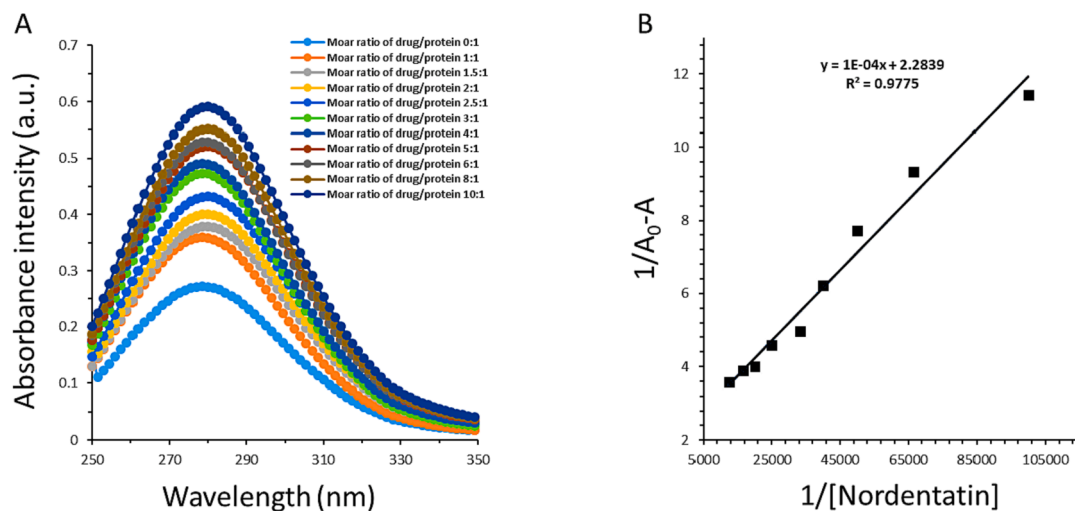 A
Absorbance intensity (a.u.)
0.7
0.6
0.5
0.4
0.3
0.2
0.1
0
Moar ratio of drug/protein 0:1
Moar ratio of drug/protein 1:1
Moar ratio of drug/protein 1.5:1
Moar ratio of drug/protein 2:1
Moar ratio of drug/protein 2.5:1
Moar ratio of drug/protein 3:1
Moar ratio of drug/protein 4:1
Moar ratio of drug/protein 5:1
Moar ratio of drug/protein 6:1
Moar ratio of drug/protein 8:1
Moar ratio of drug/protein 10:1
250 270 290 310 330 350
Wavelength (nm)
B
1/A₀-A
y = 1E-04x + 2.2839
R² = 0.9775
12
10
8
6
4
2
5000 25000 45000 65000 85000 105000
1/[Nordentatin]